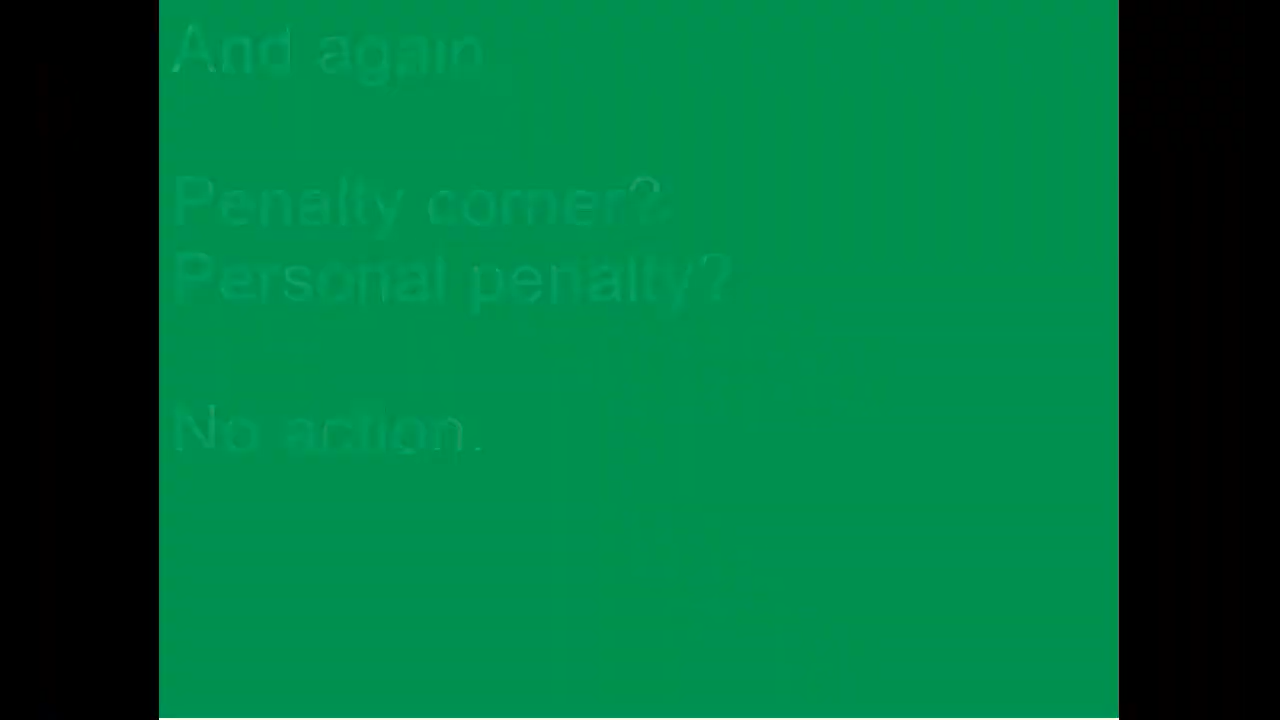 And again
Penalty corner?
Personal penalty?
No action.